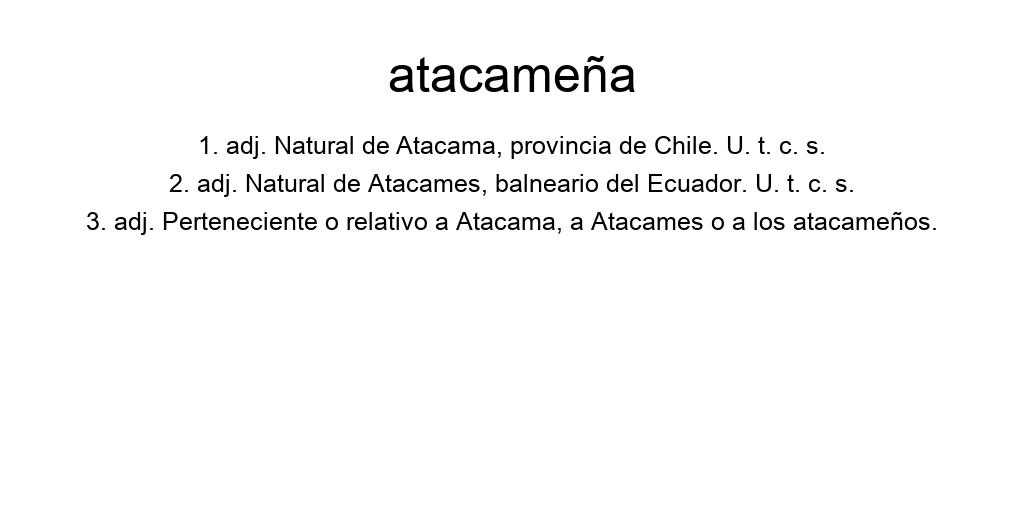 atacameña
1. adj. Natural de Atacama, provincia de Chile. U. t. c. s.
2. adj. Natural de Atacames, balneario del Ecuador. U. t. c. s.
3. adj. Perteneciente o relativo a Atacama, a Atacames o a los atacameños.